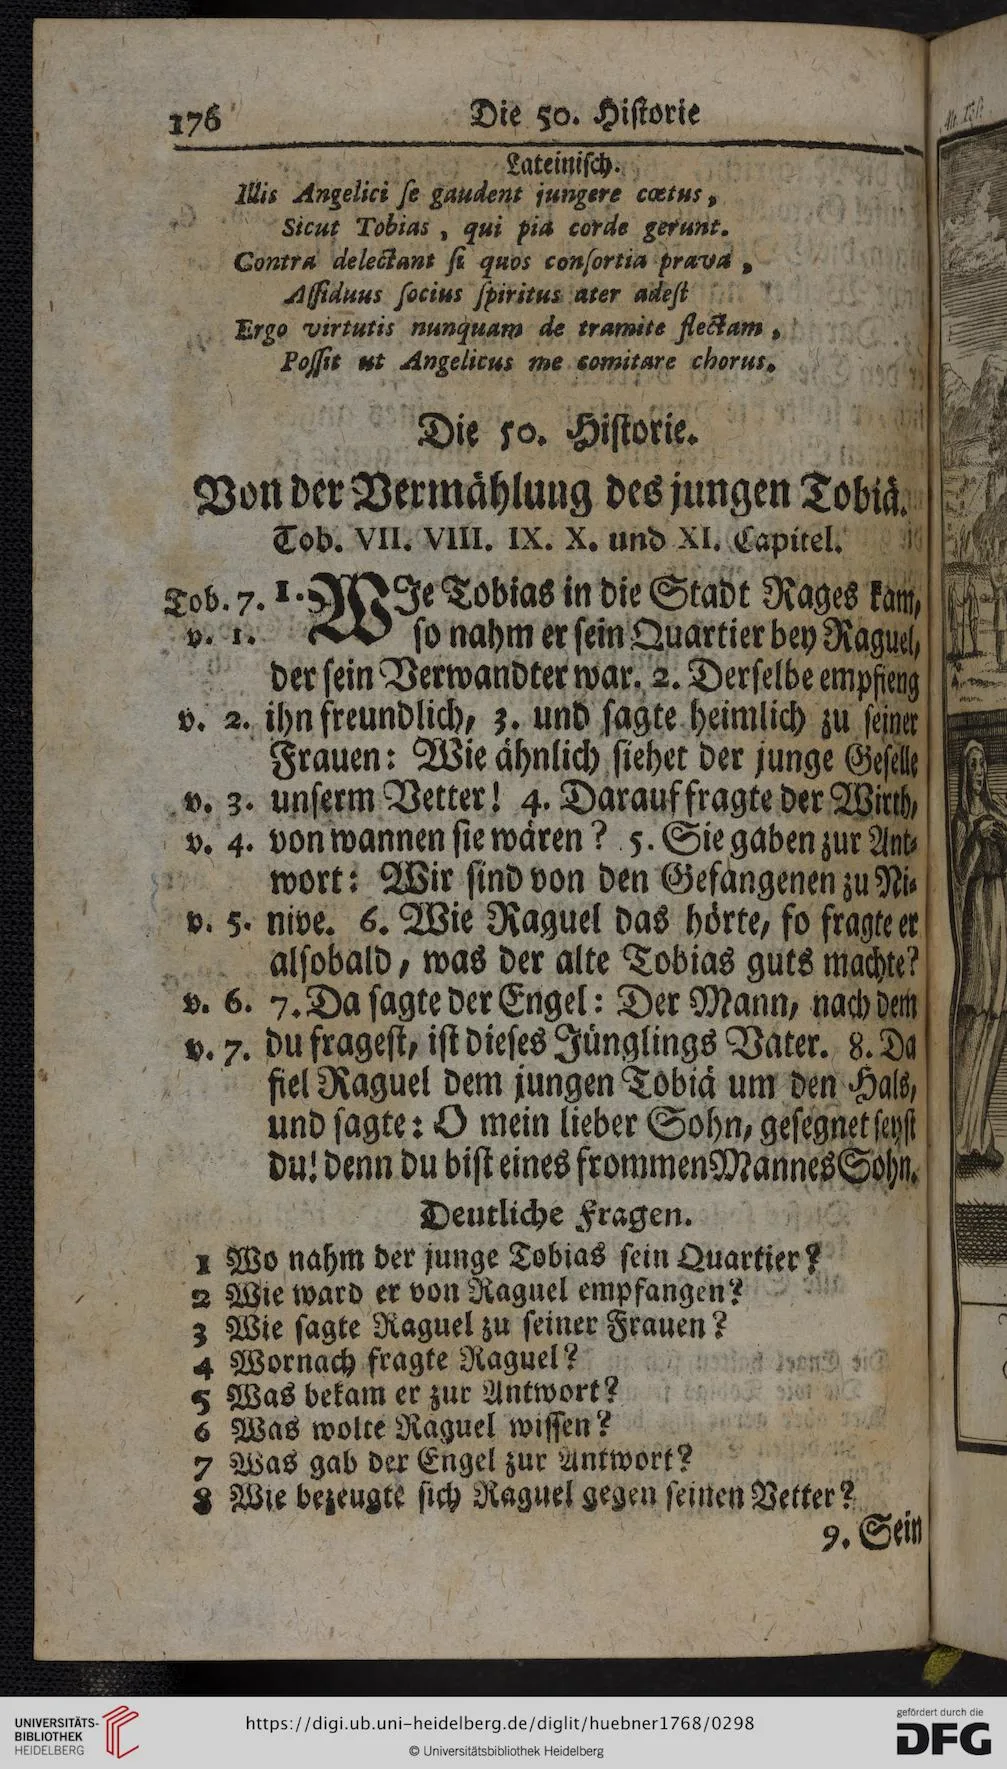 176 Die 50. Historie
Lateinisch.
Illis Angelici ſe gaudent jungere cœtus,
Sicut Tobias, qui pia corde gerunt.
Contra delectant ſi quos conſortia prava,
Aſſiduus ſocius ſpiritus ater adeſt
Ergo virtutis nunquam de tramite flectam,
Poſſit ut Angelicus me comitare chorus.
Die 50. Hiſtorie.
Von der Vermählung des jungen Tobiä.
Tob. VII. VIII. IX. X. und XI. Capitel.
Tob. 7. 1. WIe Tobias in die Stadt Rages kam,
v. 1. ſo nahm er ſein Quartier bey Raguel,
der ſein Verwandter war. 2. Derſelbe empfieng
v. 2. ihn freundlich, 3. und ſagte heimlich zu ſeiner
Frauen: Wie ähnlich ſiehet der junge Geſelle
v. 3. unſerm Vetter! 4. Darauf fragte der Wirth,
v. 4. von wannen ſie wären? 5. Sie gaben zur Ant-
wort: Wir ſind von den Gefangenen zu Ni-
v. 5. nive. 6. Wie Raguel das hörte, ſo fragte er
alſobald, was der alte Tobias guts machte?
v. 6. 7. Da ſagte der Engel: Der Mann, nach dem
v. 7. du frageſt, iſt dieſes Jünglings Vater. 8. Da
fiel Raguel dem jungen Tobiä um den Hals,
und ſagte: O mein lieber Sohn, geſegnet ſeyſt
du! denn du biſt eines frommen Mannes Sohn.
Deutliche Fragen.
1 Wo nahm der junge Tobias ſein Quartier?
2 Wie ward er von Raguel empfangen?
3 Wie ſagte Raguel zu ſeiner Frauen?
4 Wornach fragte Raguel?
5 Was bekam er zur Antwort?
6 Was wolte Raguel wiſſen?
7 Was gab der Engel zur Antwort?
8 Wie bezeugte ſich Raguel gegen ſeinen Vetter?
9. Sein
UNIVERSITÄTS-
BIBLIOTHEK
HEIDELBERG
https://digi.ub.uni-heidelberg.de/diglit/huebner1768/0298
© Universitätsbibliothek Heidelberg
gefördert durch die
DFG